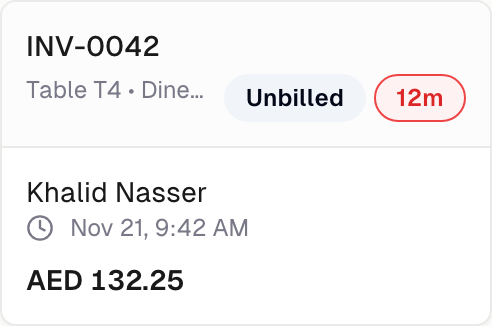 INV-0042
Table T4 • Dine...
Unbilled
12m
Khalid Nasser
Nov 21, 9:42 AM
AED 132.25